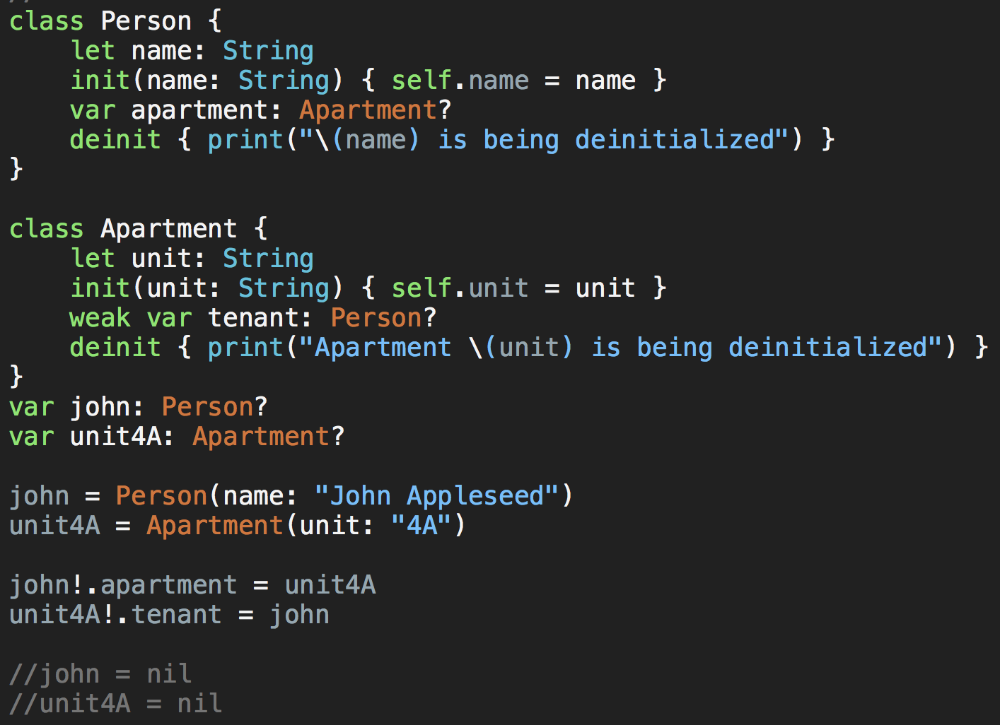 class Person {
    let name: String
    init(name: String) { self.name = name }
    var apartment: Apartment?
    deinit { print("\(name) is being deinitialized") }
}

class Apartment {
    let unit: String
    init(unit: String) { self.unit = unit }
    weak var tenant: Person?
    deinit { print("Apartment \(unit) is being deinitialized") }
}
var john: Person?
var unit4A: Apartment?

john = Person(name: "John Appleseed")
unit4A = Apartment(unit: "4A")

john!.apartment = unit4A
unit4A!.tenant = john

//john = nil
//unit4A = nil